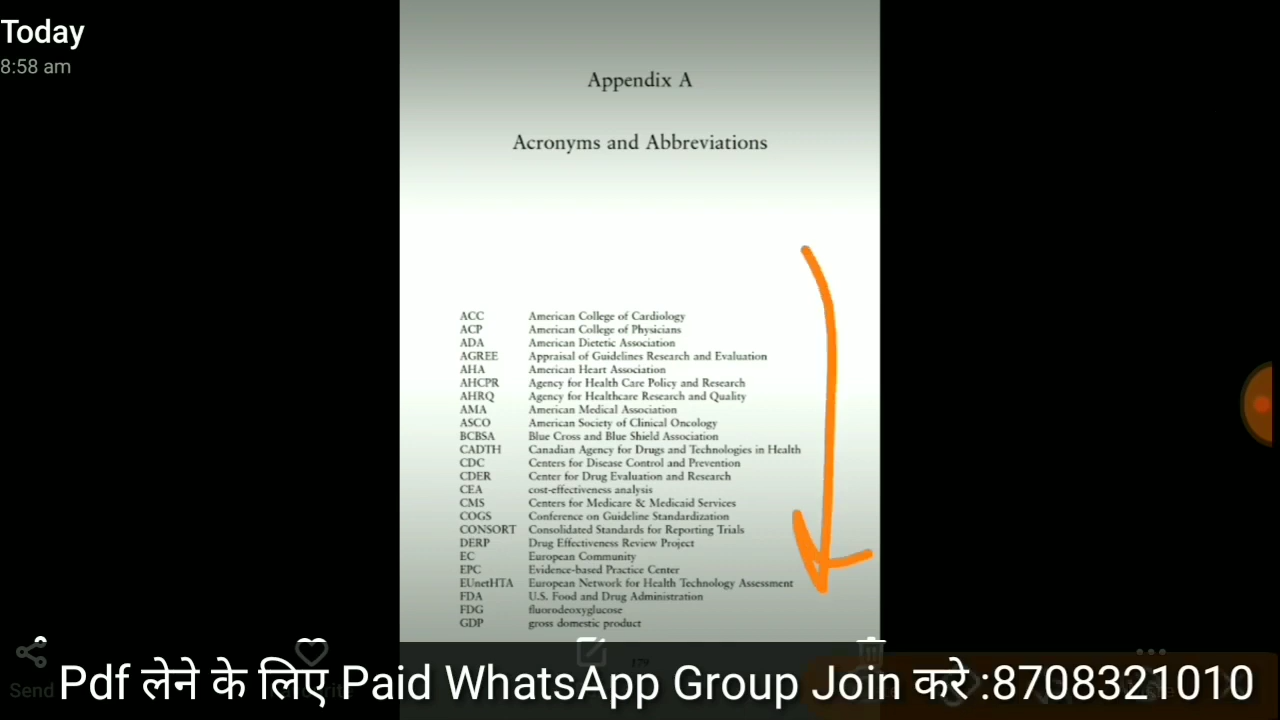 Today
8:58 am
Appendix A
Acronyms and Abbreviations
ACC American College of Cardiology
ACP American College of Physicians
ADA American Dietetic Association
AGREE Appraisal of Guidelines Research and Evaluation
AHA American Heart Association
AHCPR Agency for Health Care Policy and Research
AHRQ Agency for Healthcare Research and Quality
AMA American Medical Association
ASCO American Society of Clinical Oncology
BCBSA Blue Cross and Blue Shield Association
CADTH Canadian Agency for Drugs and Technologies in Health
CDC Centers for Disease Control and Prevention
CDER Center for Drug Evaluation and Research
CEA cost-effectiveness analysis
CMS Centers for Medicare & Medicaid Services
COGS Conference on Guideline Standardization
CONSORT Consolidated Standards for Reporting Trials
DERP Drug Effectiveness Review Project
EC European Community
EPC Evidence-based Practice Center
EUnetHTA European Network for Health Technology Assessment
FDA U.S. Food and Drug Administration
FDG fluorodeoxyglucose
GDP gross domestic product
179
Send
Pdf लेने के लिए Paid WhatsApp Group Join करे :8708321010